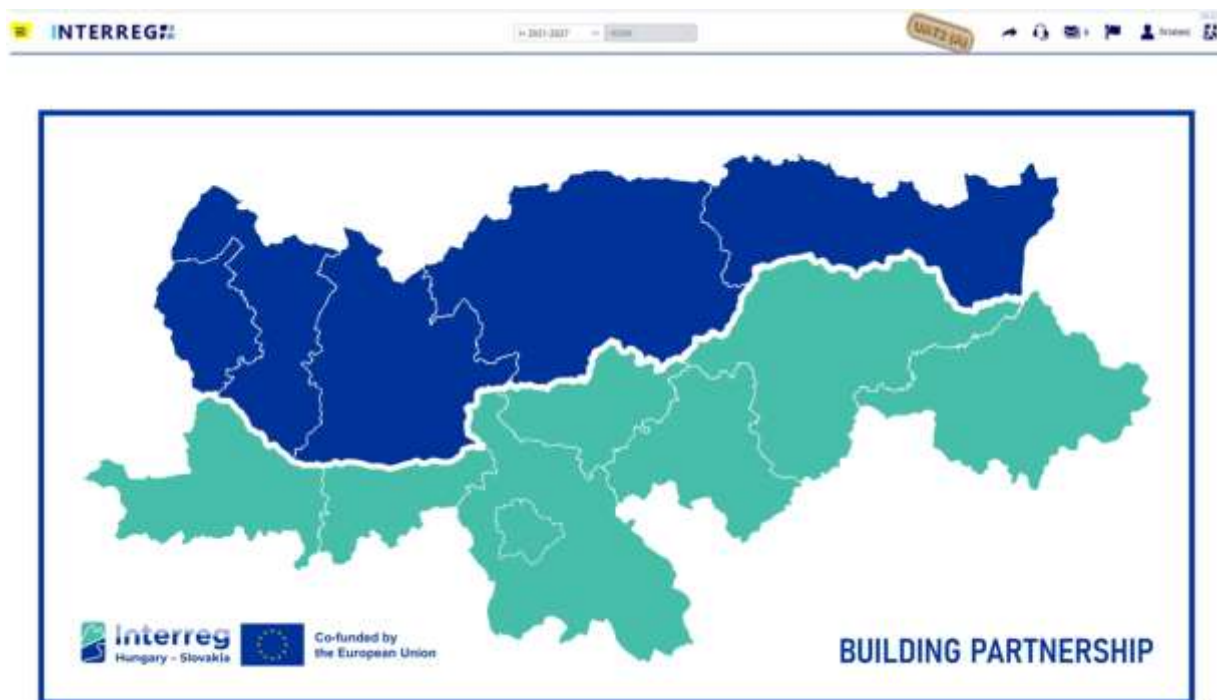 INTERREG
BUILDING PARTNERSHIP
Interreg
Hungary – Slovakia
Co-funded by
the European Union